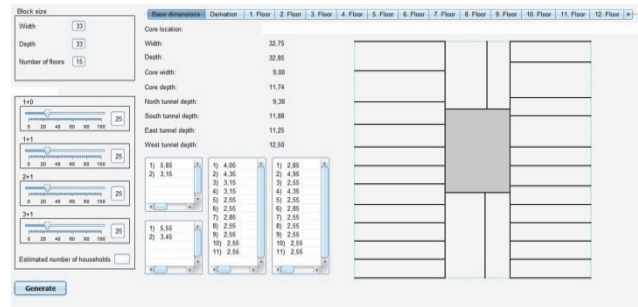 Block size
Width 33
Depth 33
Number of floors 15
1+0
25
0 20 40 60 80 100
1+1
25
0 20 40 60 80 100
2+1
25
0 20 40 60 80 100
3+1
25
0 20 40 60 80 100
Estimated number of households
Generate
Base dimensions Derivation 1. Floor 2. Floor 3. Floor 4. Floor 5. Floor 6. Floor 7. Floor 8. Floor 9. Floor 10. Floor 11. Floor 12. Floor
Core location:
Width: 32,75
Depth: 32,85
Core width: 9,00
Core depth: 11,74
North tunnel depth: 9,30
South tunnel depth: 11,80
East tunnel depth: 11,25
West tunnel depth: 12,50
1) 5,85
2) 3,15
1) 5,55
2) 3,45
1) 4,05
2) 4,35
3) 3,15
4) 3,15
5) 2,55
6) 2,55
7) 2,85
8) 2,55
9) 2,55
10) 2,55
11) 2,55
1) 2,85
2) 4,95
3) 2,55
4) 4,35
5) 2,55
6) 2,85
7) 2,55
8) 2,55
9) 2,55
10) 2,55
11) 2,55